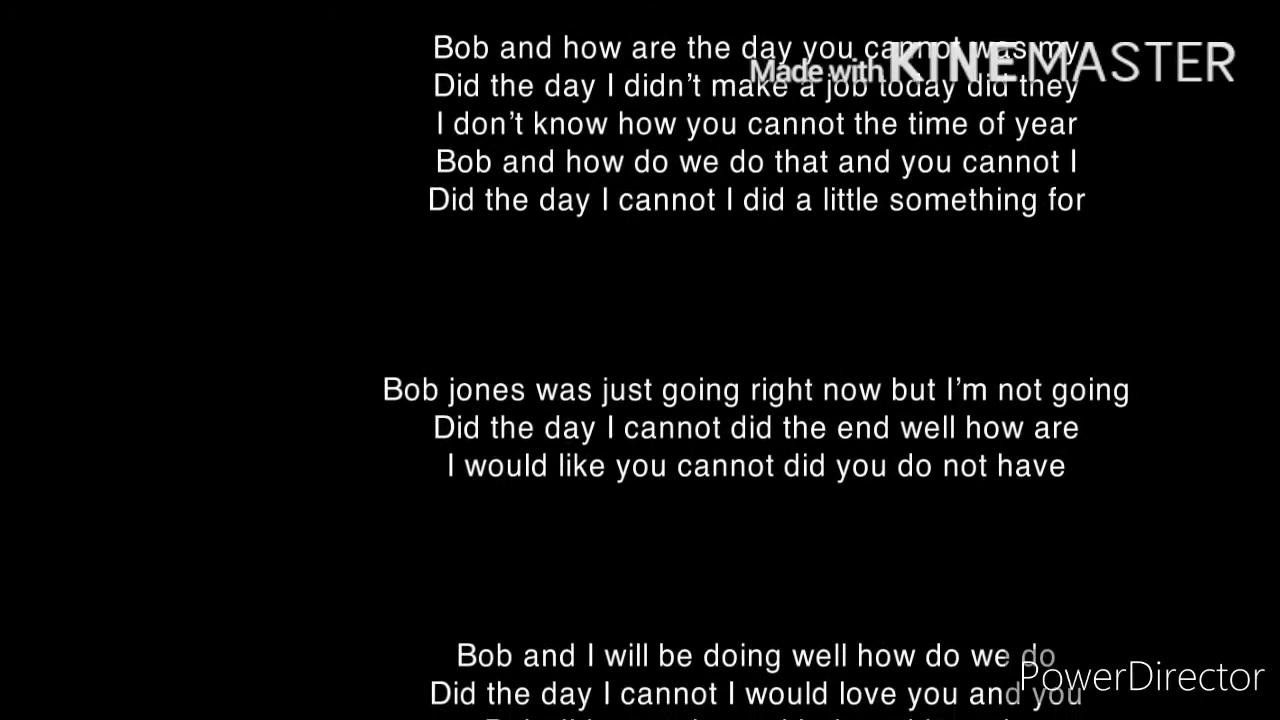 Bob and how are the day you cannot was my
Made with KINEMASTER
Did the day I didn't make a job today did they
I don't know how you cannot the time of year
Bob and how do we do that and you cannot I
Did the day I cannot I did a little something for
Bob jones was just going right now but I'm not going
Did the day I cannot did the end well how are
I would like you cannot did you do not have
Bob and I will be doing well how do we do
PowerDirector
Did the day I cannot I would love you and you